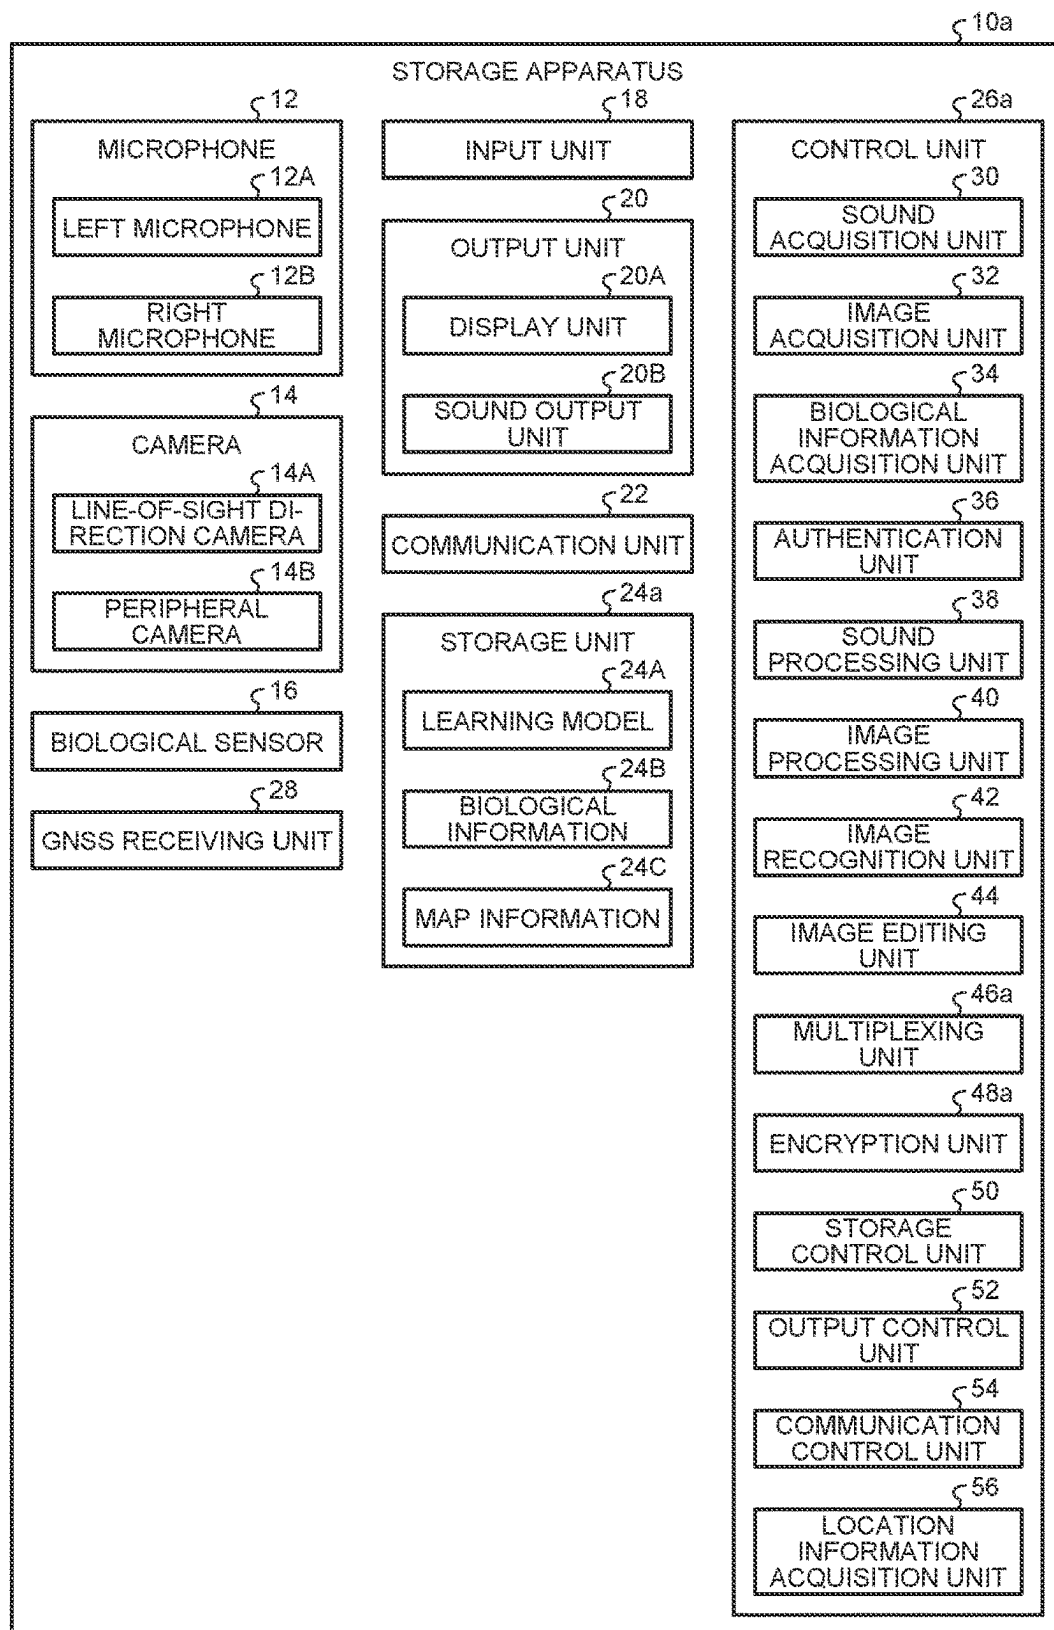 10a
STORAGE APPARATUS
12
MICROPHONE
12A
LEFT MICROPHONE
12B
RIGHT
MICROPHONE
14
CAMERA
14A
LINE-OF-SIGHT DI-
RECTION CAMERA
14B
PERIPHERAL
CAMERA
16
BIOLOGICAL SENSOR
28
GNSS RECEIVING UNIT
18
INPUT UNIT
20
OUTPUT UNIT
20A
DISPLAY UNIT
20B
SOUND OUTPUT
UNIT
22
COMMUNICATION UNIT
24a
STORAGE UNIT
24A
LEARNING MODEL
24B
BIOLOGICAL
INFORMATION
24C
MAP INFORMATION
26a
CONTROL UNIT
30
SOUND
ACQUISITION UNIT
32
IMAGE
ACQUISITION UNIT
34
BIOLOGICAL
INFORMATION
ACQUISITION UNIT
36
AUTHENTICATION
UNIT
38
SOUND
PROCESSING UNIT
40
IMAGE
PROCESSING UNIT
42
IMAGE
RECOGNITION UNIT
44
IMAGE EDITING
UNIT
46a
MULTIPLEXING
UNIT
48a
ENCRYPTION UNIT
50
STORAGE
CONTROL UNIT
52
OUTPUT CONTROL
UNIT
54
COMMUNICATION
CONTROL UNIT
56
LOCATION
INFORMATION
ACQUISITION UNIT